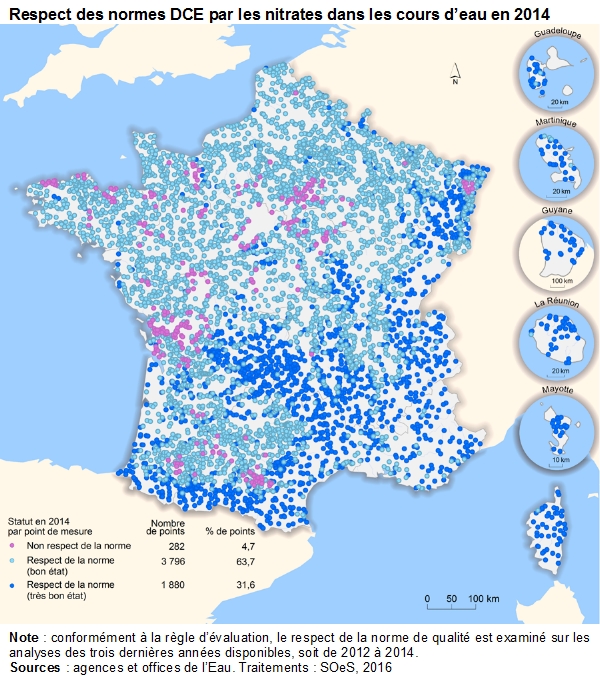 Respect des normes DCE par les nitrates dans les cours d'eau en 2014
Guadeloupe
20 km
N
Martinique
20 km
Guyane
100 km
La Réunion
20 km
Mayotte
10 km
Statut en 2014
par point de mesure
Nombre
de points
% de points
Non respect de la norme 282 4,7
Respect de la norme 3 796 63,7
(bon état)
Respect de la norme 1 880 31,6
(très bon état)
0 50 100 km
Note : conformément à la règle d'évaluation, le respect de la norme de qualité est examiné sur les
analyses des trois dernières années disponibles, soit de 2012 à 2014.
Sources : agences et offices de l'Eau. Traitements : SOeS, 2016